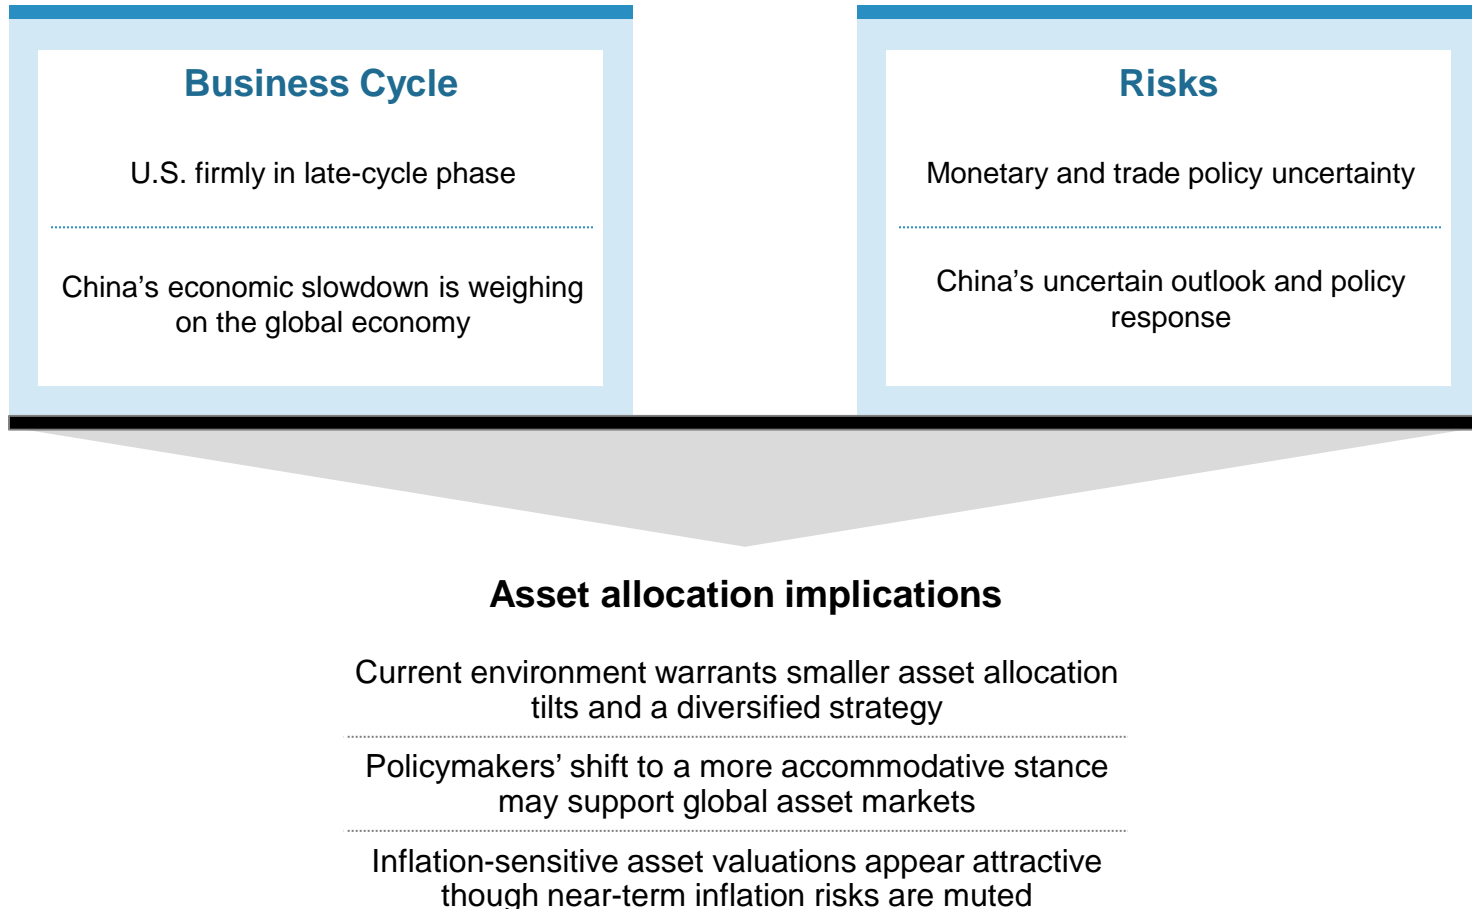 Business Cycle
U.S. firmly in late-cycle phase
China’s economic slowdown is weighing
on the global economy
Risks
Monetary and trade policy uncertainty
China’s uncertain outlook and policy
response
Asset allocation implications
Current environment warrants smaller asset allocation
tilts and a diversified strategy
Policymakers’ shift to a more accommodative stance
may support global asset markets
Inflation-sensitive asset valuations appear attractive
though near-term inflation risks are muted